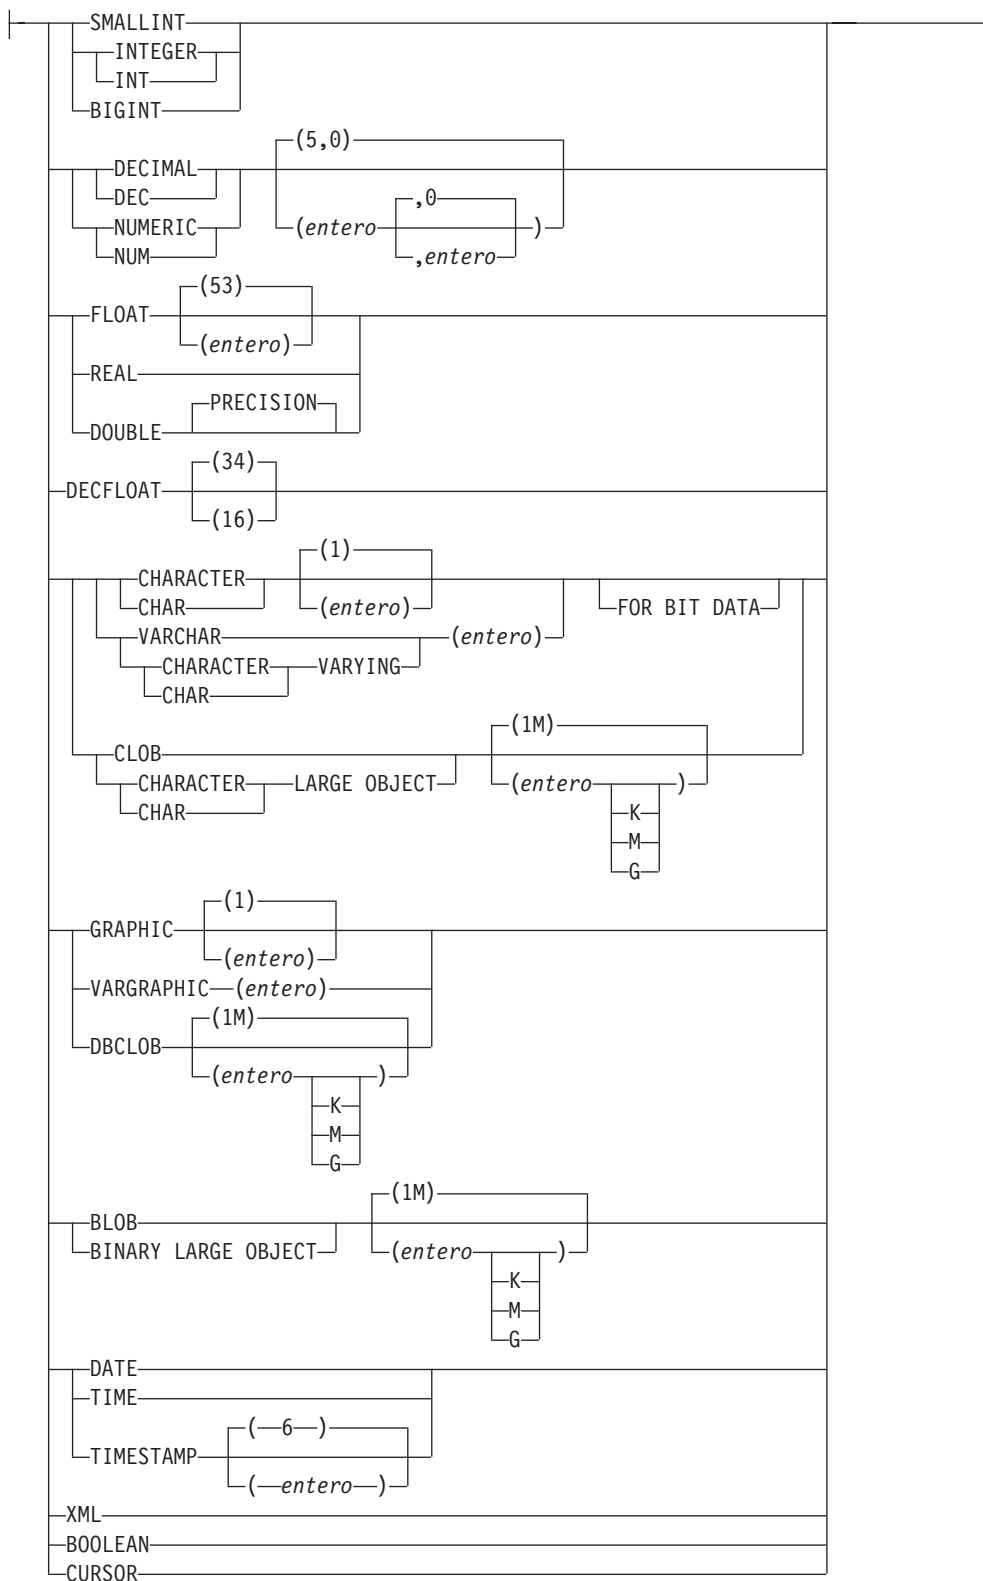 SMALLINT
INTEGER
INT
BIGINT
(5,0)
DECIMAL
DEC
,0
NUMERIC
(entero )
NUM
,entero
(53)
FLOAT
(entero)
REAL
PRECISION
DOUBLE
(34)
DECFLOAT
(16)
(1)
CHARACTER
CHAR
(entero)
FOR BIT DATA
VARCHAR
(entero)
CHARACTER VARYING
CHAR
(1M)
CLOB
CHARACTER LARGE OBJECT
(entero )
CHAR
K
M
G
(1)
GRAPHIC
(entero)
VARGRAPHIC (entero)
(1M)
DBCLOB
(entero )
K
M
G
(1M)
BLOB
BINARY LARGE OBJECT
(entero )
K
M
G
DATE
TIME
( 6 )
TIMESTAMP
( entero )
XML
BOOLEAN
CURSOR